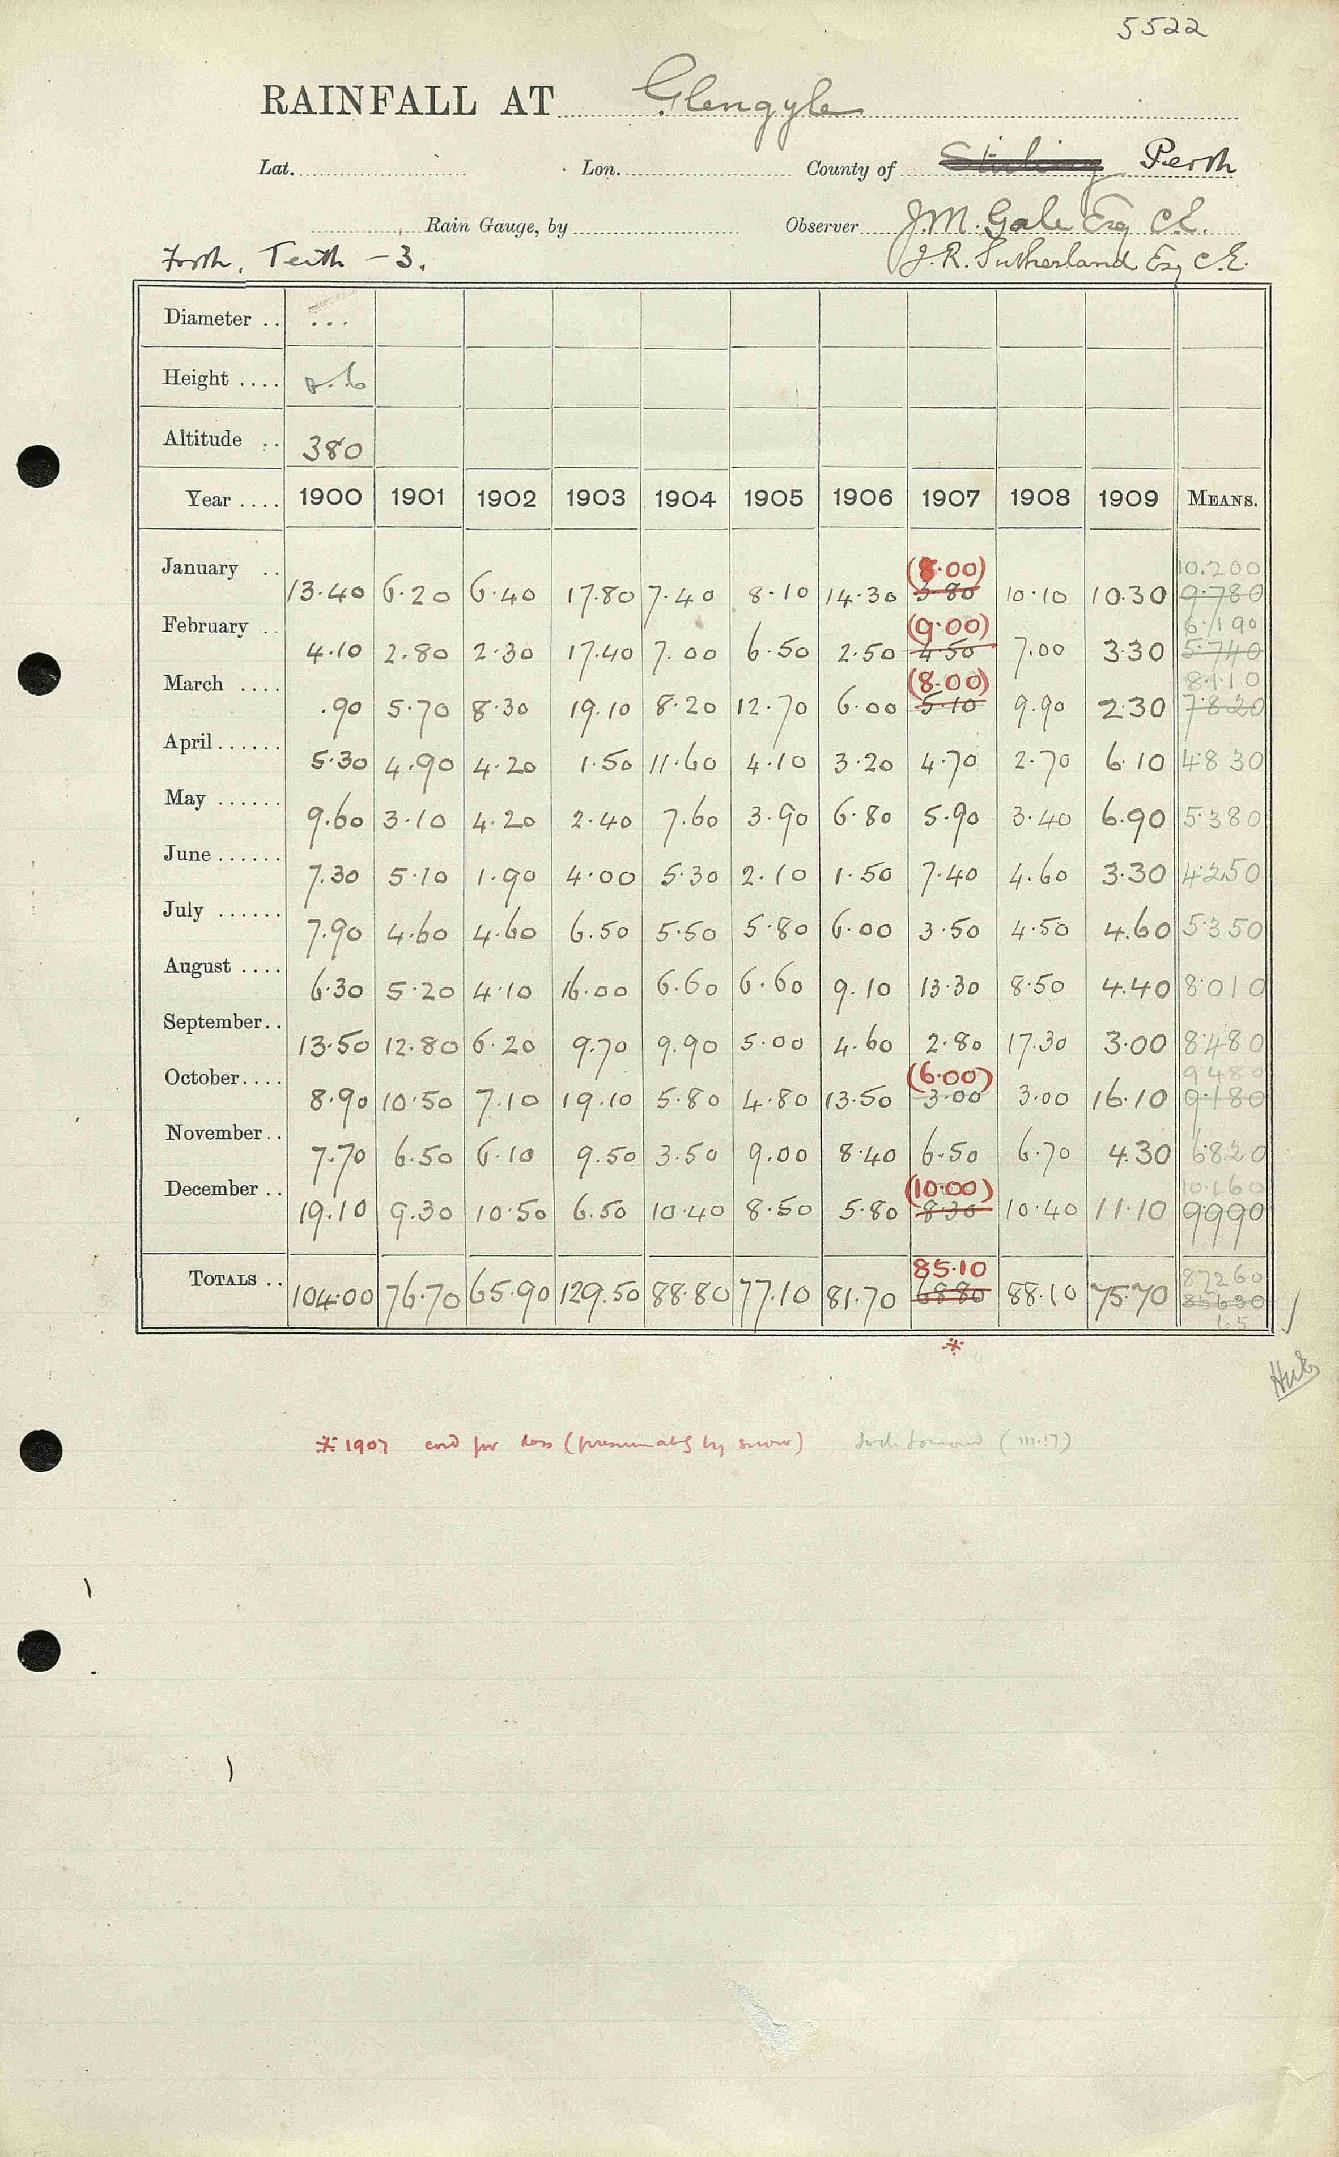 5522
RAINFALL AT Glengyle
Lat. Lon. County of Stirling Perth
Rain Gauge, by Observer J.M. Gale Esq C.E.
Forth, Teith - 3. J.R. Sutherland Esq C.E.
Diameter .. ...
Height ....
Altitude .. 380
Year .... 1900 1901 1902 1903 1904 1905 1906 1907 1908 1909 MEANS.
(8.00) 10.200
January .. 13.40 6.20 6.40 17.80 7.40 8.10 14.30 3.80 10.10 10.30 9.780
(9.00) 6.190
February .. 4.10 2.80 2.30 17.40 7.00 6.50 2.50 4.50 7.00 3.30 5.740
(8.00) 8.110
March .... .90 5.70 8.30 19.10 8.20 12.70 6.00 5.10 9.90 2.30 7.820
April ...... 5.30 4.90 4.20 1.50 11.60 4.10 3.20 4.70 2.70 6.10 4.830
May ...... 9.60 3.10 4.20 2.40 7.60 3.90 6.80 5.90 3.40 6.90 5.380
June ...... 7.30 5.10 1.90 4.00 5.30 2.10 1.50 7.40 4.60 3.30 4.250
July ...... 7.90 4.60 4.60 6.50 5.50 5.80 6.00 3.50 4.50 4.60 5.350
August .... 6.30 5.20 4.10 16.00 6.60 6.60 9.10 13.30 8.50 4.40 8.010
September.. 13.50 12.80 6.20 9.70 9.90 5.00 4.60 2.80 17.30 3.00 8.480
(6.00) 9480
October.... 8.90 10.50 7.10 19.10 5.80 4.80 13.50 3.00 3.00 16.10 9.180
November.. 7.70 6.50 6.10 9.50 3.50 9.00 8.40 6.50 6.70 4.30 6.820
(10.00) 10.160
December .. 19.10 9.30 10.50 6.50 10.40 8.50 5.80 8.30 10.40 11.10 9.990
85.10 87260
TOTALS .. 104.00 76.70 65.90 129.50 88.80 77.10 81.70 68.80 88.10 75.70 85630
*
* 1907 cord for loss (presumably by snow)